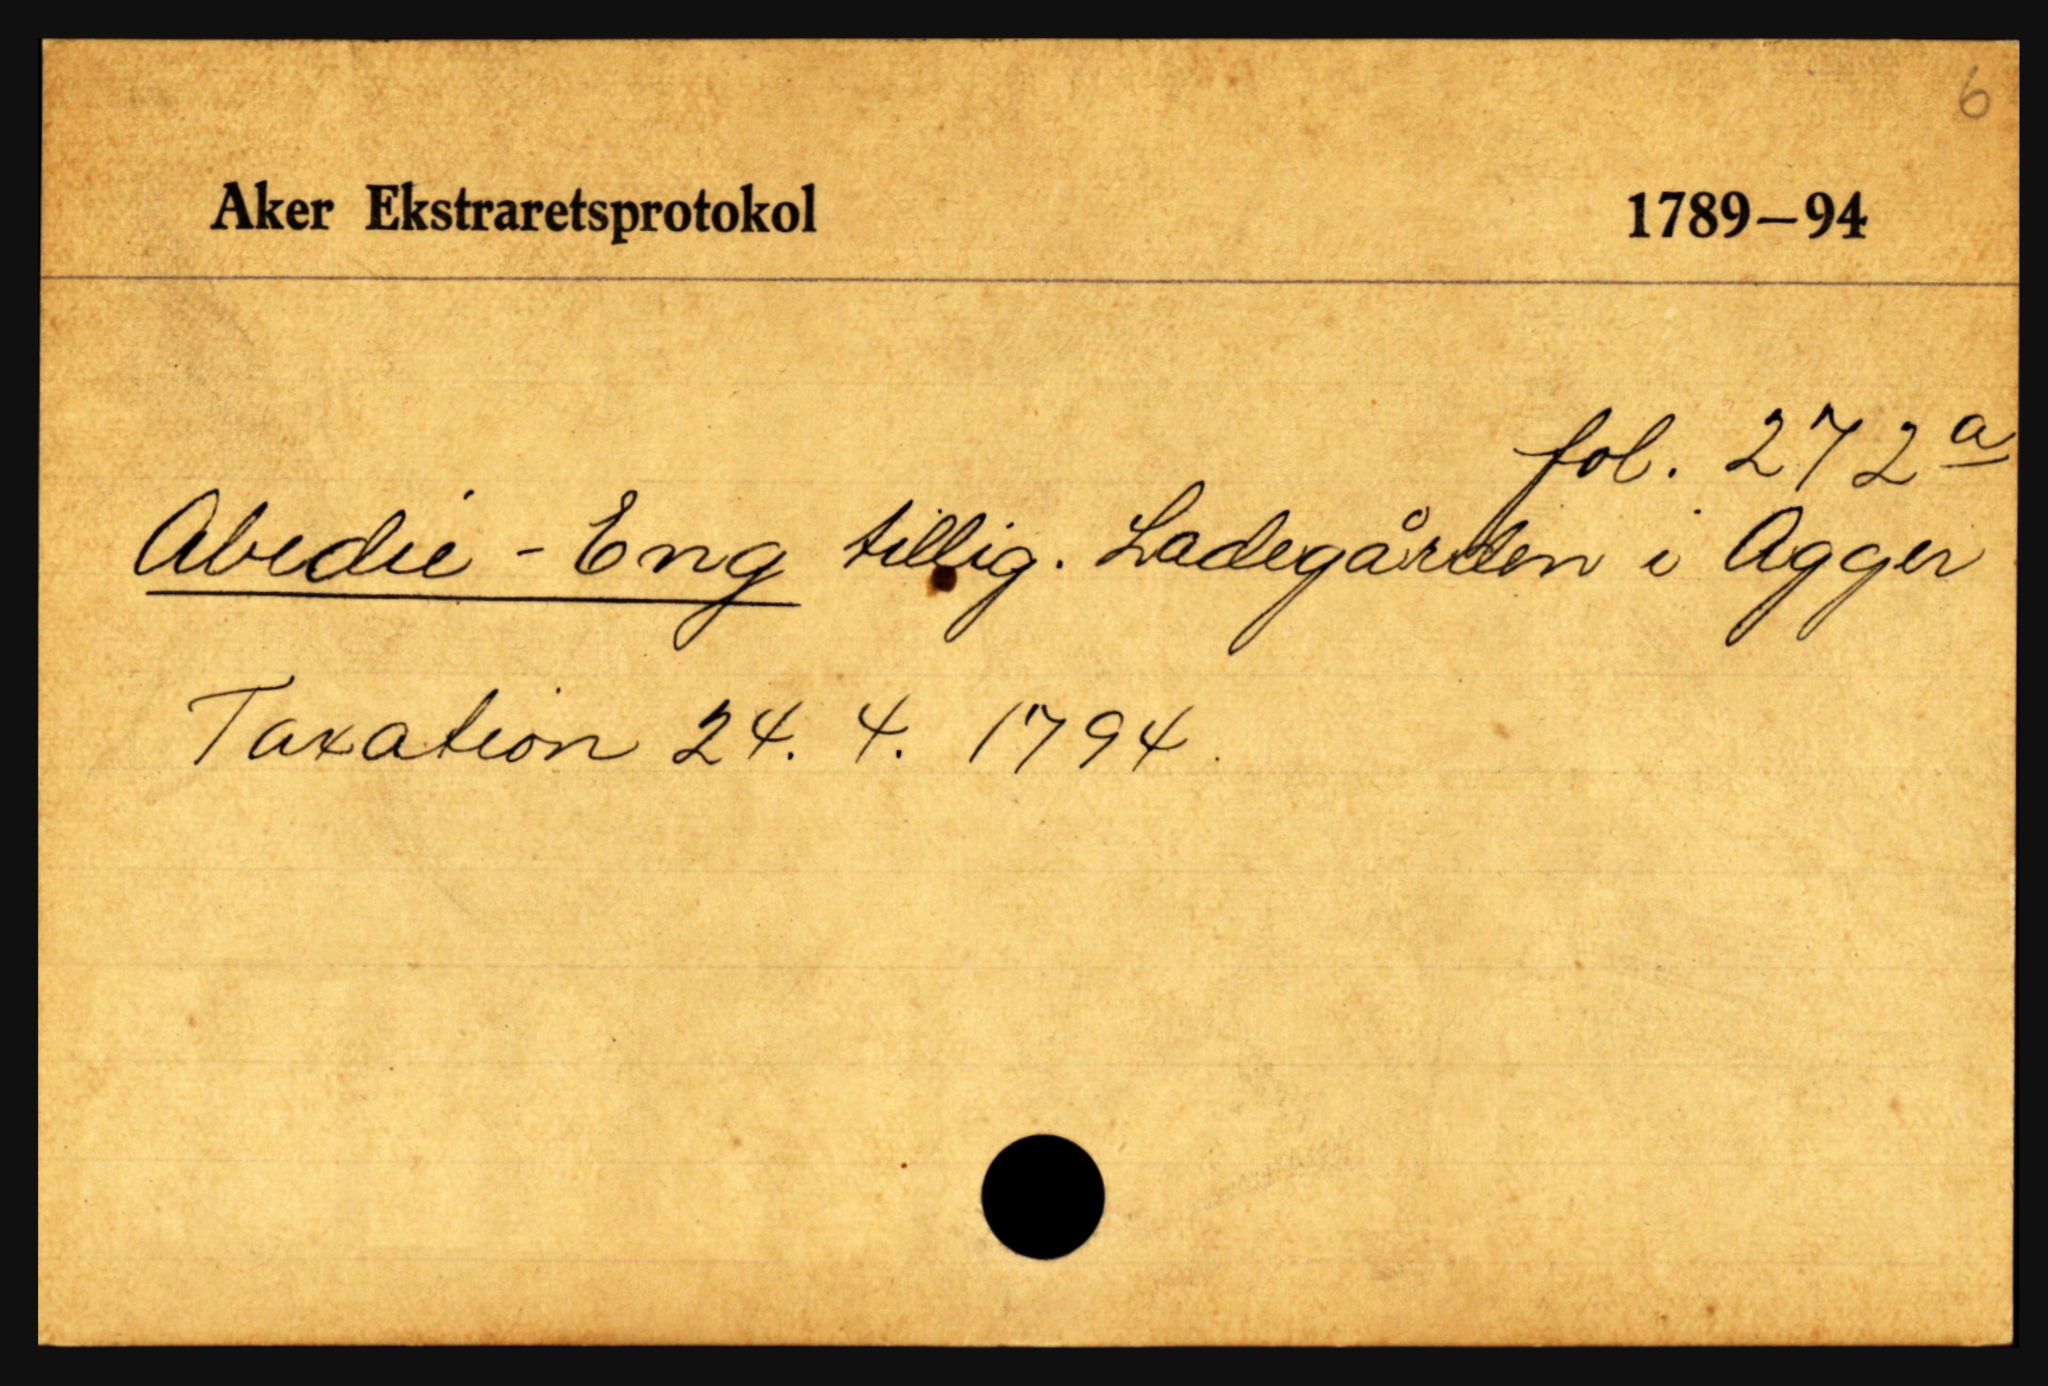 6
Aker Ekstraretsprotokol 1789–94
fol. 272a
Abedie - Eng tillig. Ladegården i Agger
Taxation 24. 4. 1794.